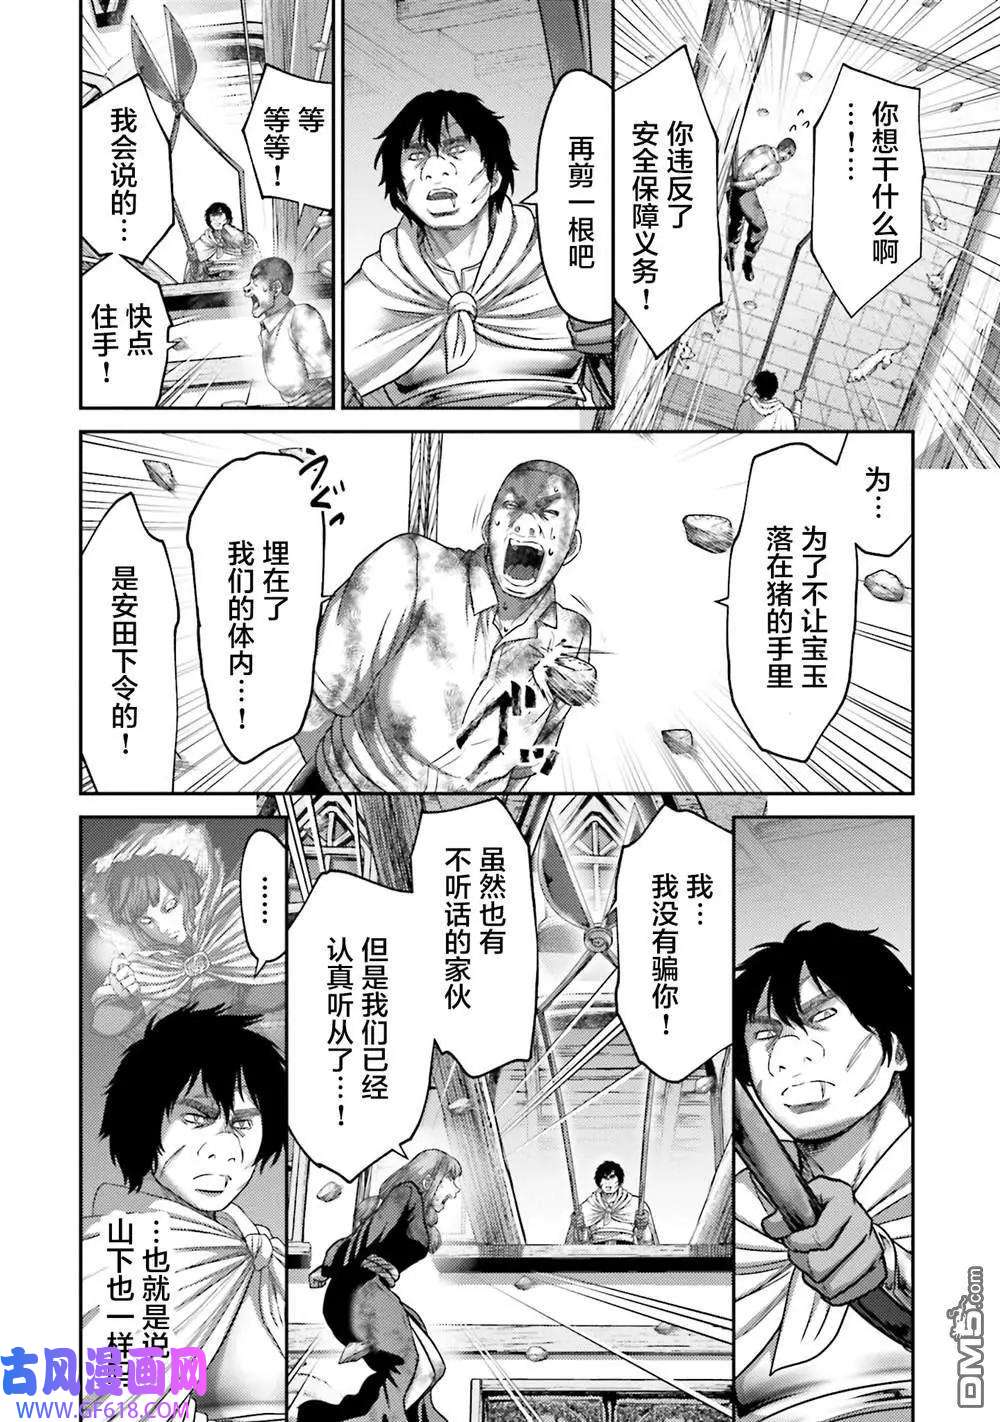 你想干什么啊
…！…
你违反了
安全保障义务！
再剪一根吧
等
等等！
我会说的…
快点
住手！
为…
为了不让宝玉
落在猪的手里
埋在了
我们的体内…！
是安田下令的！
我…
我没有骗你！
虽然也有
不听话的家伙
但是我们已经
认真听从了…！
…
…也就是说
山下也一样
古风漫画网
WWW.GF618.COM
DM5.com